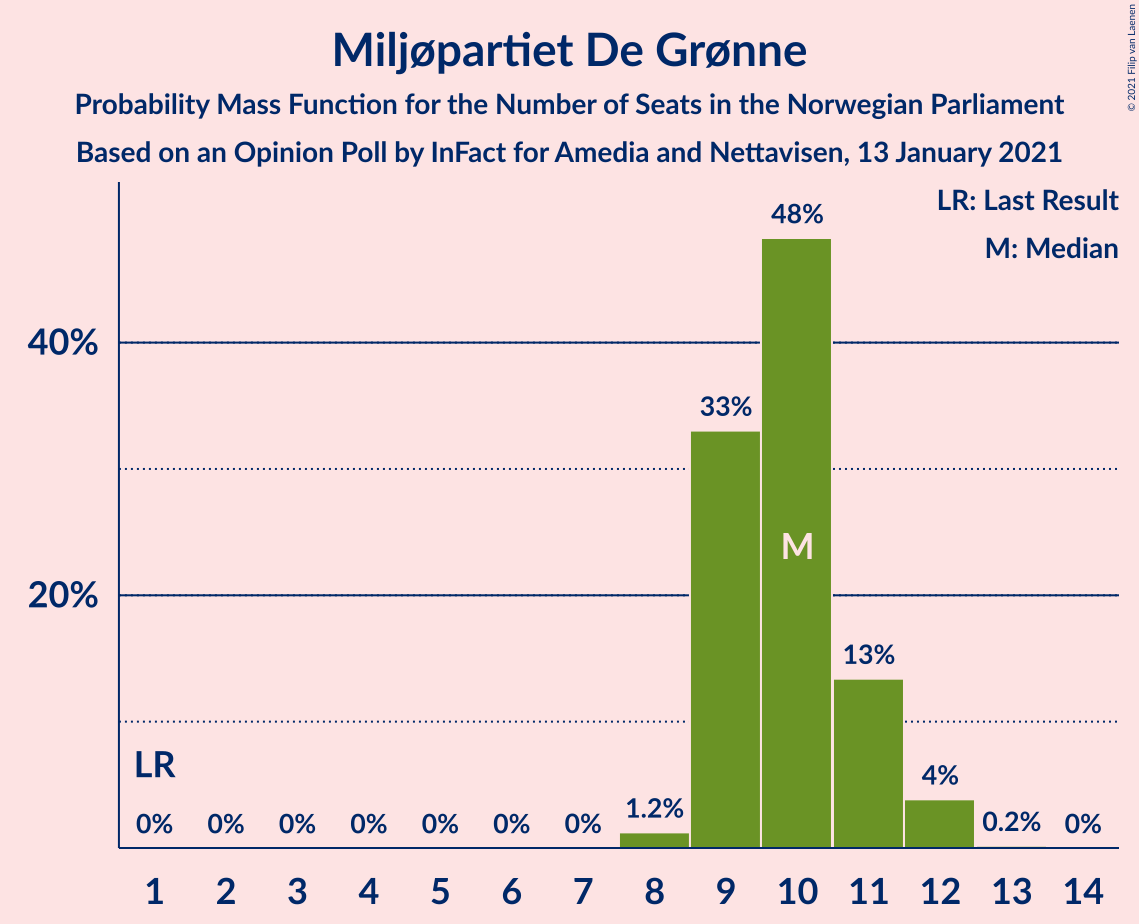 Miljøpartiet De Grønne
Probability Mass Function for the Number of Seats in the Norwegian Parliament
Based on an Opinion Poll by InFact for Amedia and Nettavisen, 13 January 2021
© 2021 Filip van Laenen
LR: Last Result
M: Median
40%
20%
48%
33%
M
13%
LR
4%
0% 0% 0% 0% 0% 0% 0% 1.2% 0.2% 0%
1 2 3 4 5 6 7 8 9 10 11 12 13 14